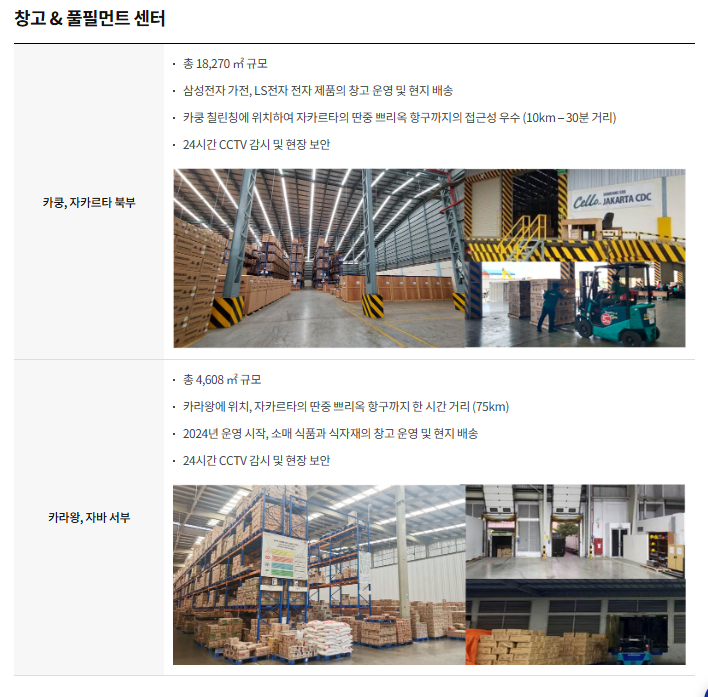 창고 & 풀필먼트 센터
카쿵, 자카르타 북부
· 총 18,270 ㎡ 규모
· 삼성전자 가전, LS전자 전자 제품의 창고 운영 및 현지 배송
· 카쿵 칠린칭에 위치하여 자카르타의 딴중 쁘리옥 항구까지의 접근성 우수 (10km – 30분 거리)
· 24시간 CCTV 감시 및 현장 보안
Cello
SAMSUNG SDS
JAKARTA CDC
카라왕, 자바 서부
· 총 4,608 ㎡ 규모
· 카라왕에 위치, 자카르타의 딴중 쁘리옥 항구까지 한 시간 거리 (75km)
· 2024년 운영 시작, 소매 식품과 식자재의 창고 운영 및 현지 배송
· 24시간 CCTV 감시 및 현장 보안